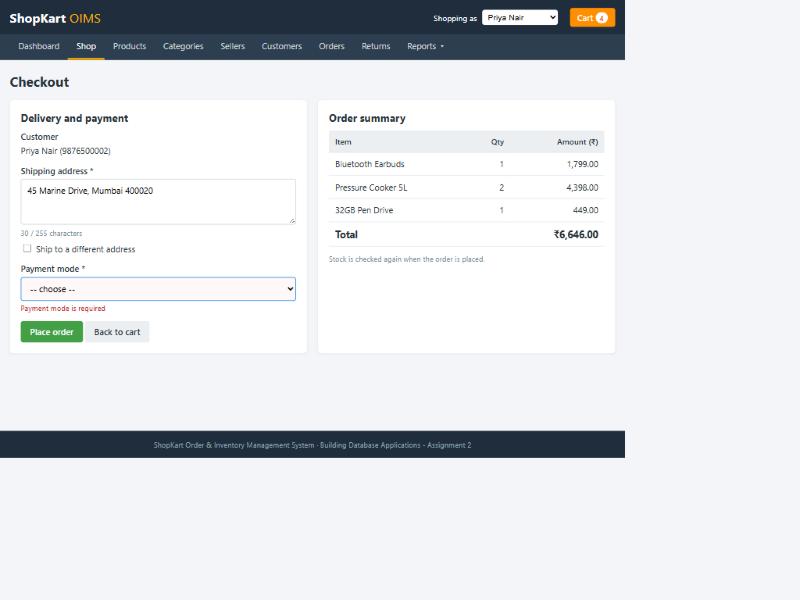 ShopKart OIMS
Shopping as Priya Nair Cart 4
Dashboard Shop Products Categories Sellers Customers Orders Returns Reports
Checkout
Delivery and payment
Customer
Priya Nair (9876500002)
Shipping address *
45 Marine Drive, Mumbai 400020
30 / 255 characters
Ship to a different address
Payment mode *
-- choose --
Payment mode is required
Place order Back to cart
Order summary
Item Qty Amount (₹)
Bluetooth Earbuds 1 1,799.00
Pressure Cooker 5L 2 4,398.00
32GB Pen Drive 1 449.00
Total ₹6,646.00
Stock is checked again when the order is placed.
ShopKart Order & Inventory Management System - Building Database Applications - Assignment 2